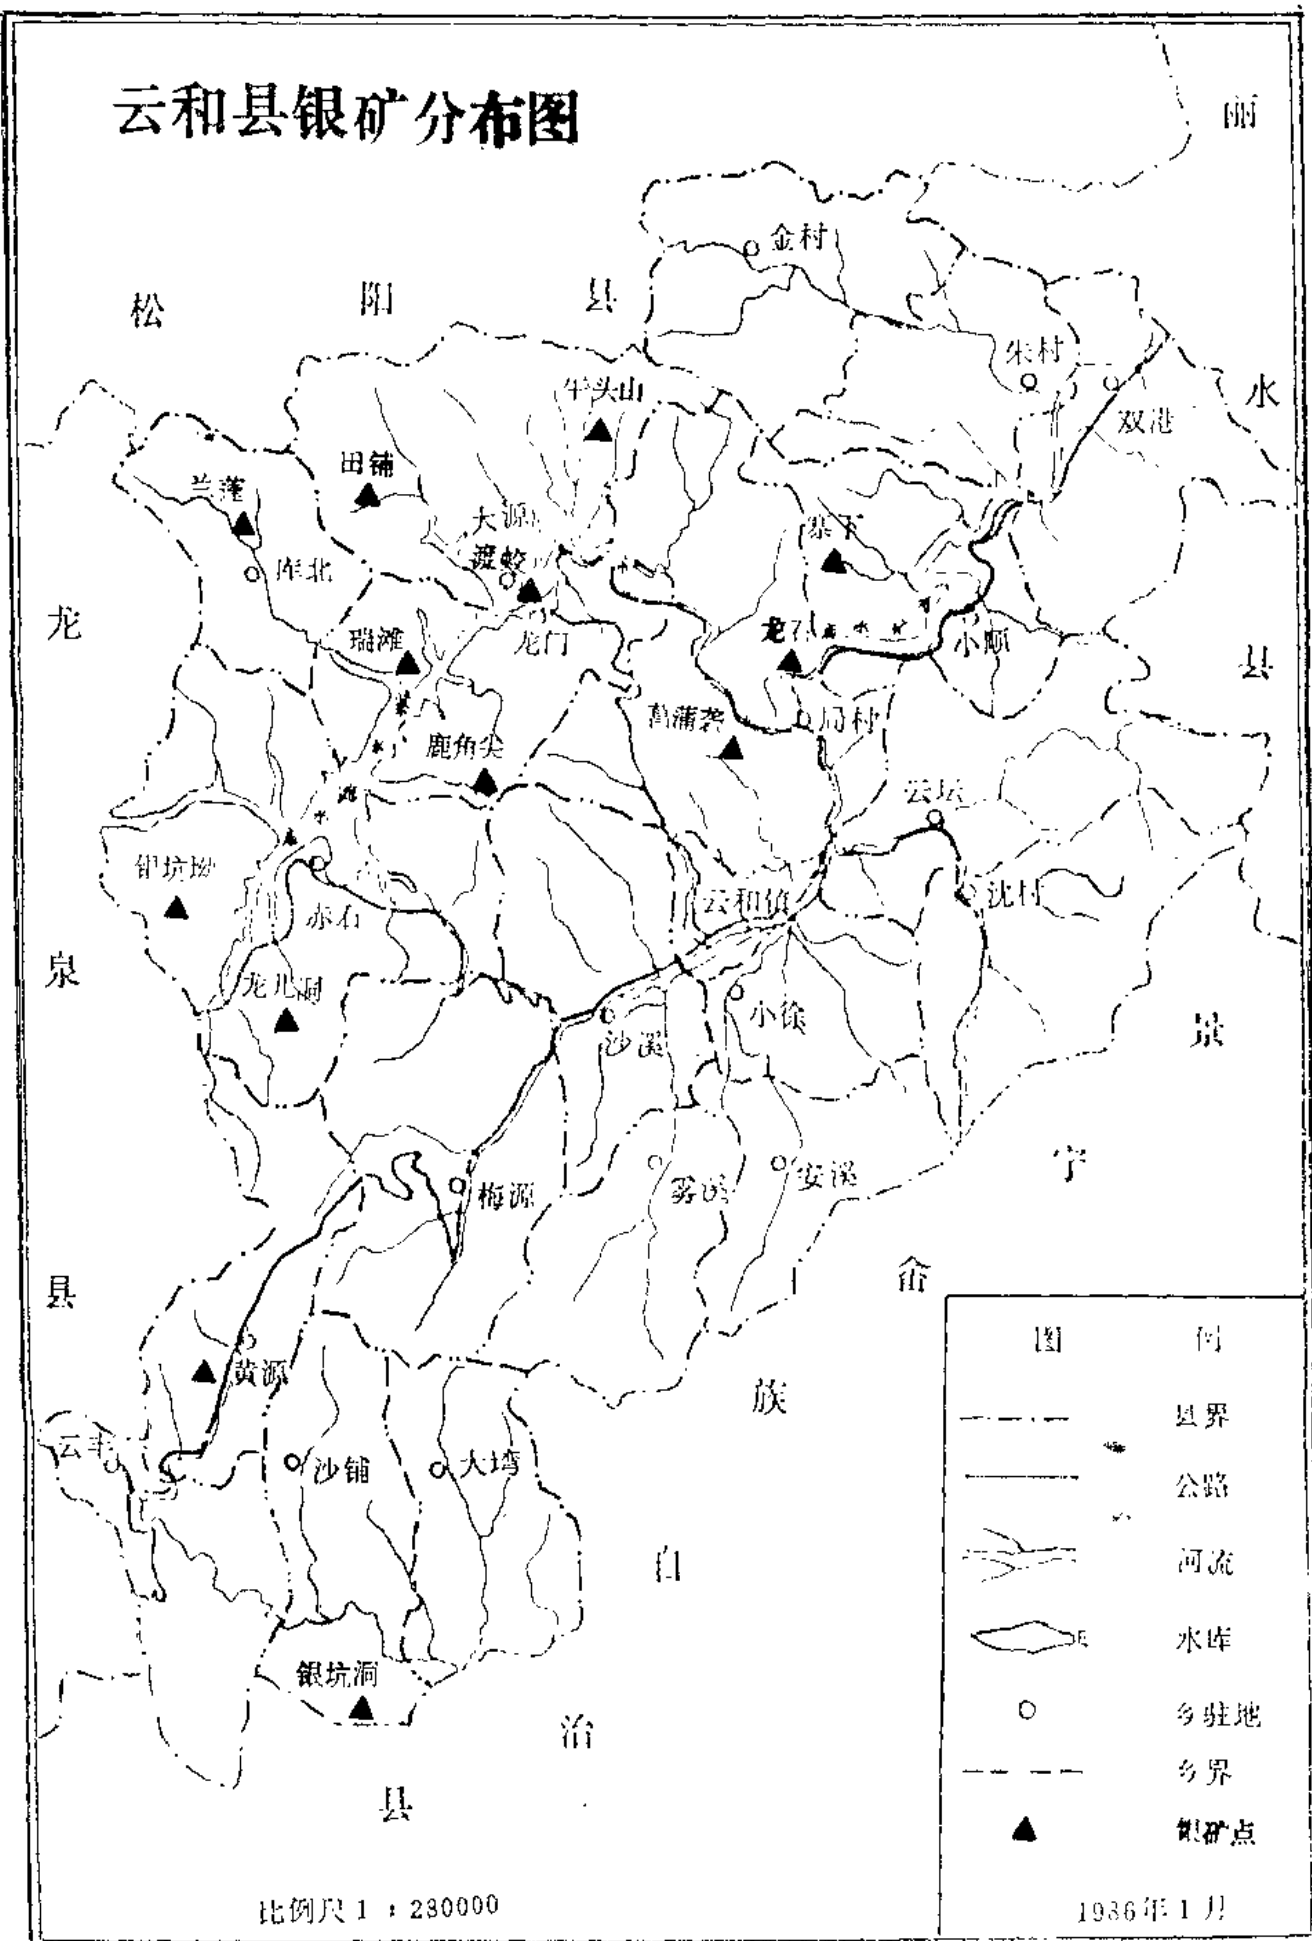 云和县银矿分布图
丽
金村
松 阳 县
朱村
水
牛头山
双港
田铺
兰蓬
大源
寨下
渡蛟
库北
龙
瑞滩
龙门
小顺
县
局村
鹿角尖
云坛
银坑坳
云和镇
沈村
赤石
泉
龙儿洞
小徐
沙溪
景
宁
雾溪
安溪
梅源
畲
县
图 例
族
黄源
县界
云丰
沙铺
大湾
公路
自
河流
水库
银坑洞
乡驻地
治
乡界
县
银矿点
比例尺 1:280000
1986年1月